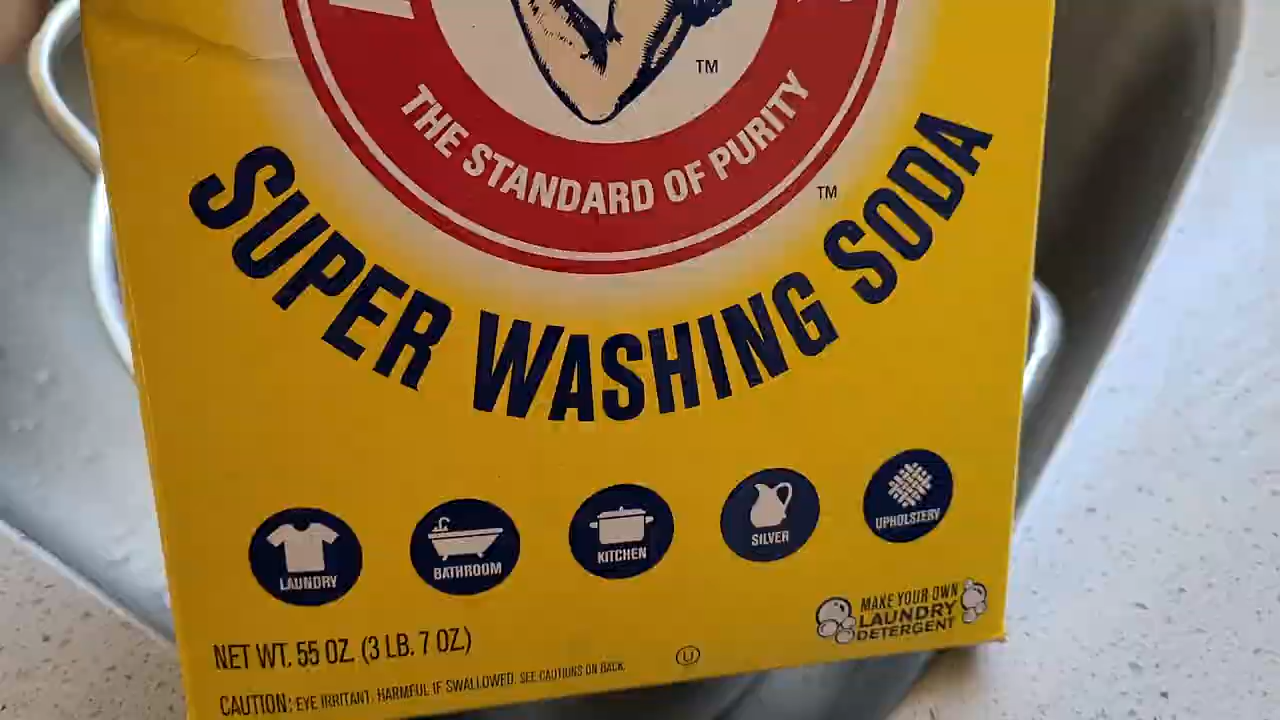 TM
THE STANDARD OF PURITY
TM
SUPER WASHING SODA
LAUNDRY
BATHROOM
KITCHEN
SILVER
UPHOLSTERY
MAKE YOUR OWN
LAUNDRY
DETERGENT
NET WT. 55 OZ. (3 LB. 7 OZ.)
U
CAUTION: EYE IRRITANT. HARMFUL IF SWALLOWED. SEE CAUTIONS ON BACK.